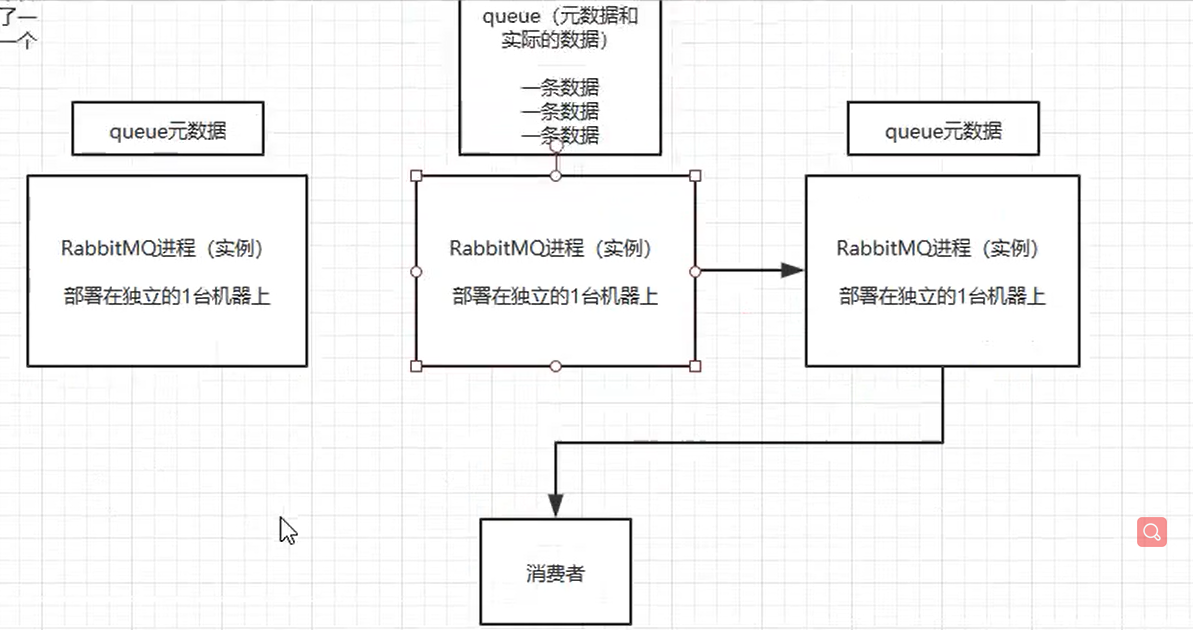 了一
一个
queue（元数据和
实际的数据）
一条数据
一条数据
一条数据
queue元数据
queue元数据
RabbitMQ进程（实例）
部署在独立的1台机器上
RabbitMQ进程（实例）
部署在独立的1台机器上
RabbitMQ进程（实例）
部署在独立的1台机器上
消费者